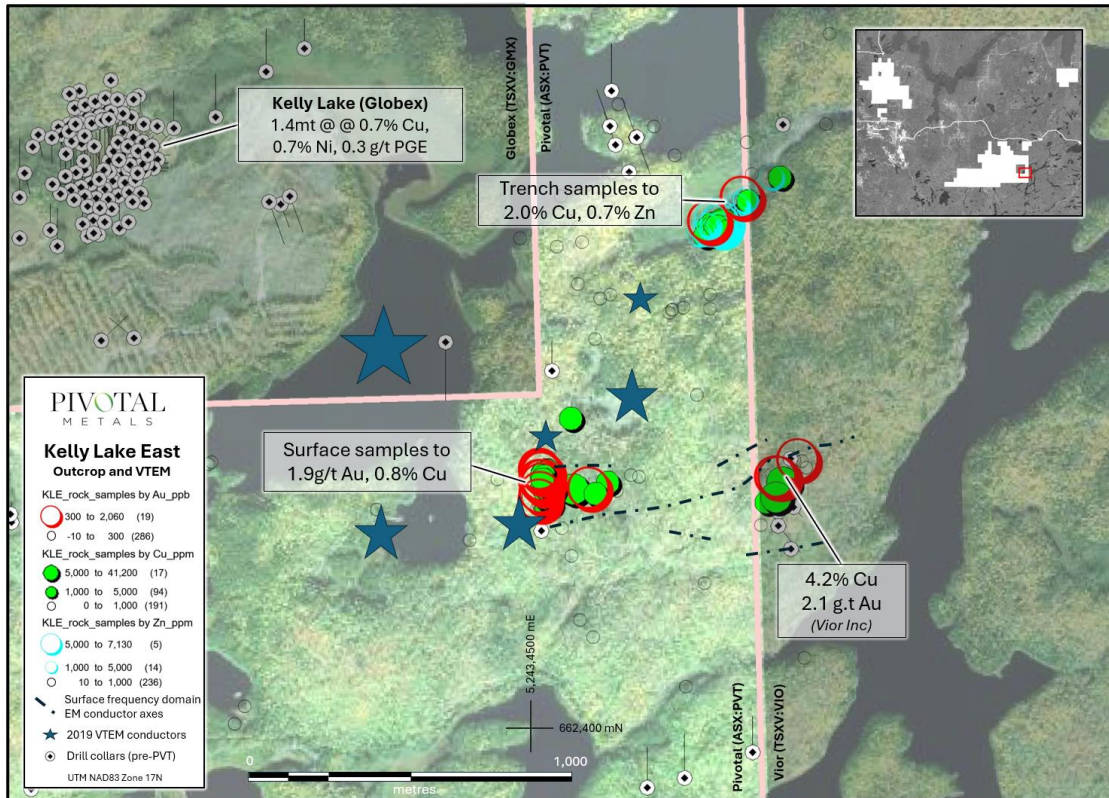 Kelly Lake (Globex)
1.4mt @ @ 0.7% Cu,
0.7% Ni, 0.3 g/t PGE
Globex (TSXV:GMX)
Pivotal (ASX:PVT)
Trench samples to
2.0% Cu, 0.7% Zn
Surface samples to
1.9g/t Au, 0.8% Cu
4.2% Cu
2.1 g.t Au
(Vior Inc)
PIVOTAL
METALS
Kelly Lake East
Outcrop and VTEM
KLE_rock_samples by Au_ppb
300 to 2,060 (19)
-10 to 300 (286)
KLE_rock_samples by Cu_ppm
5,000 to 41,200 (17)
1,000 to 5,000 (94)
0 to 1,000 (191)
KLE_rock_samples by Zn_ppm
5,000 to 7,130 (5)
1,000 to 5,000 (14)
10 to 1,000 (236)
Surface frequency domain
EM conductor axes
2019 VTEM conductors
Drill collars (pre-PVT)
UTM NAD83 Zone 17N
5,243,4500 mE
662,400 mN
0 1,000
metres
Pivotal (ASX:PVT)
Vior (TSXV:VIO)